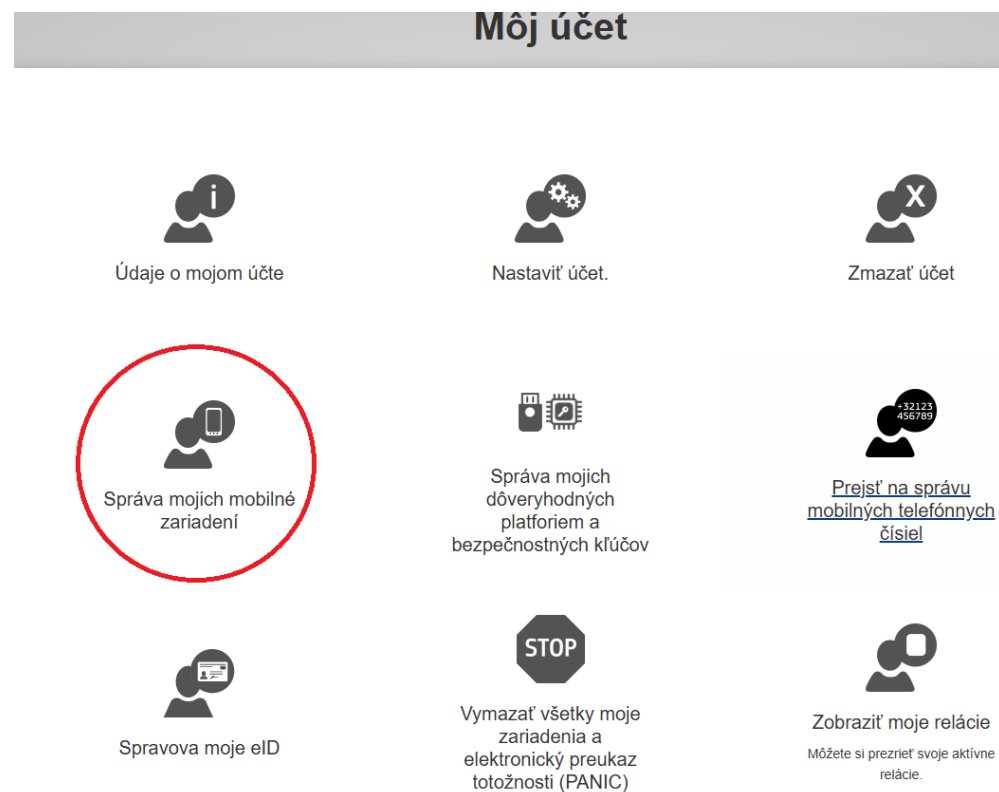 Môj účet
i
X
Údaje o mojom účte
Nastaviť účet.
Zmazať účet
+32123
456789
Správa mojich mobilné
zariadení
Správa mojich
dôveryhodných
platforiem a
bezpečnostných kľúčov
Prejsť na správu
mobilných telefónnych
čísiel
STOP
Spravova moje eID
Vymazať všetky moje
zariadenia a
elektronický preukaz
totožnosti (PANIC)
Zobraziť moje relácie
Môžete si prezrieť svoje aktívne
relácie.